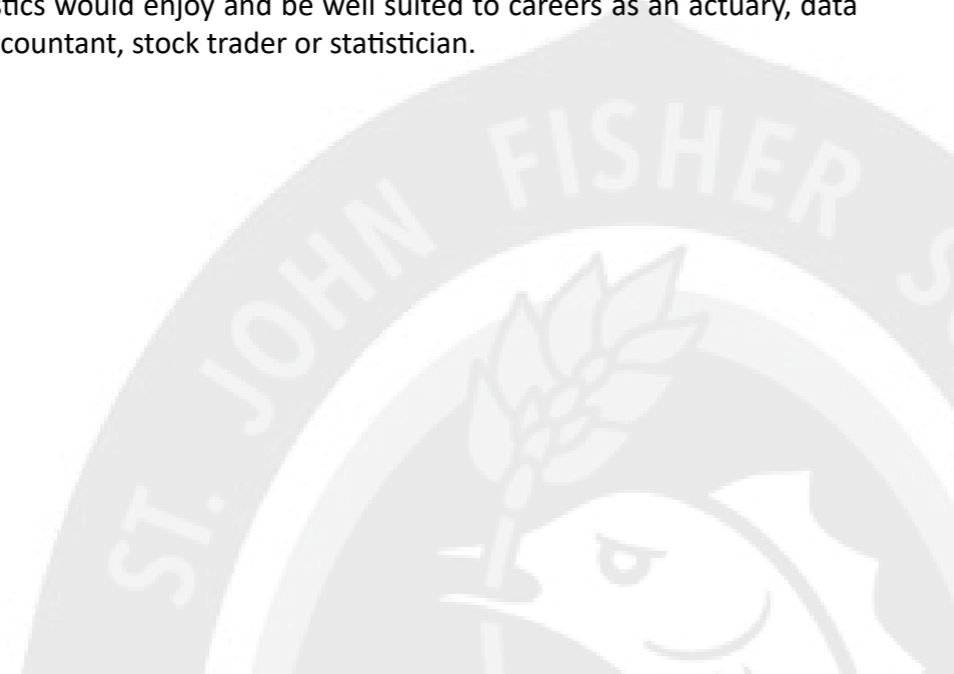 stics would enjoy and be well suited to careers as an actuary, data
countant, stock trader or statistician.
ST. JOHN FISHER